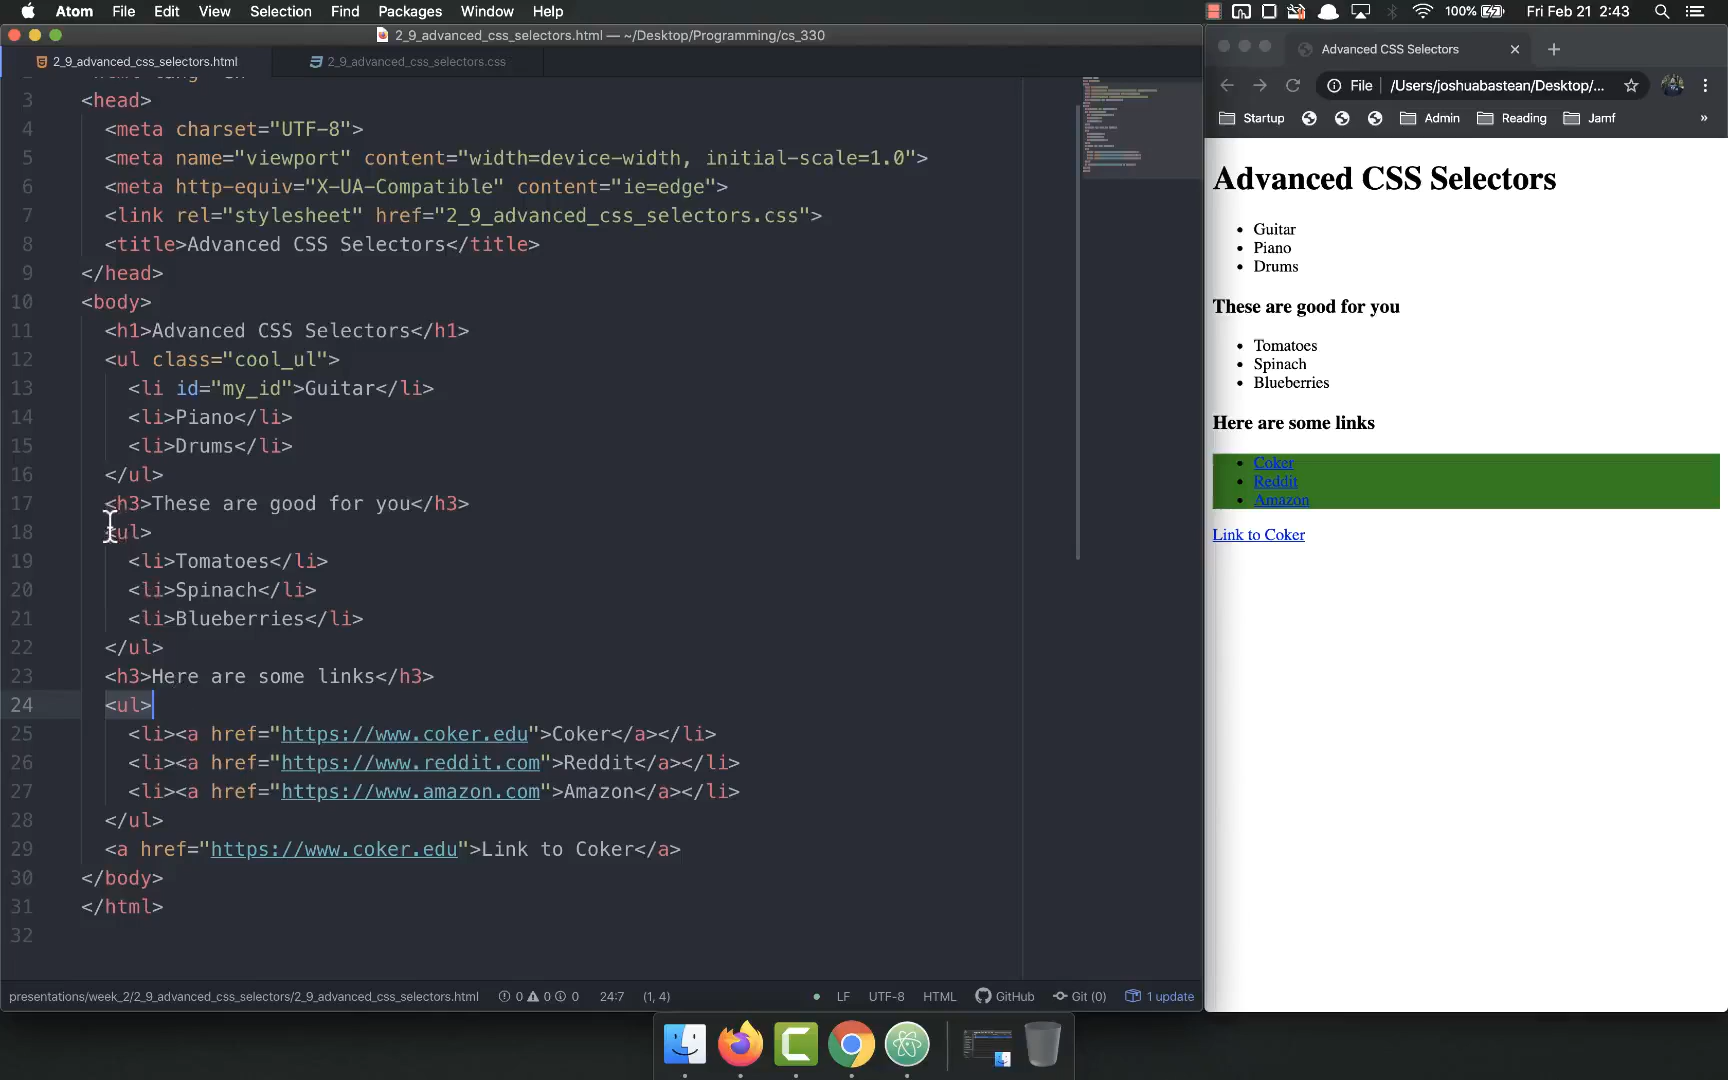 Atom File Edit View Selection Find Packages Window Help
100% Fri Feb 21 2:43
2_9_advanced_css_selectors.html — ~/Desktop/Programming/cs_330
2_9_advanced_css_selectors.html
2_9_advanced_css_selectors.css
3 <head>
4 <meta charset="UTF-8">
5 <meta name="viewport" content="width=device-width, initial-scale=1.0">
6 <meta http-equiv="X-UA-Compatible" content="ie=edge">
7 <link rel="stylesheet" href="2_9_advanced_css_selectors.css">
8 <title>Advanced CSS Selectors</title>
9 </head>
10 <body>
11 <h1>Advanced CSS Selectors</h1>
12 <ul class="cool_ul">
13 <li id="my_id">Guitar</li>
14 <li>Piano</li>
15 <li>Drums</li>
16 </ul>
17 <h3>These are good for you</h3>
18 <ul>
19 <li>Tomatoes</li>
20 <li>Spinach</li>
21 <li>Blueberries</li>
22 </ul>
23 <h3>Here are some links</h3>
24 <ul>
25 <li><a href="https://www.coker.edu">Coker</a></li>
26 <li><a href="https://www.reddit.com">Reddit</a></li>
27 <li><a href="https://www.amazon.com">Amazon</a></li>
28 </ul>
29 <a href="https://www.coker.edu">Link to Coker</a>
30 </body>
31 </html>
32
presentations/week_2/2_9_advanced_css_selectors/2_9_advanced_css_selectors.html 0 0 0 24:7 (1, 4) LF UTF-8 HTML GitHub Git (0) 1 update
Advanced CSS Selectors
File /Users/joshuabastean/Desktop/...
Startup Admin Reading Jamf »
Advanced CSS Selectors
• Guitar
• Piano
• Drums
These are good for you
• Tomatoes
• Spinach
• Blueberries
Here are some links
• Coker
• Reddit
• Amazon
Link to Coker